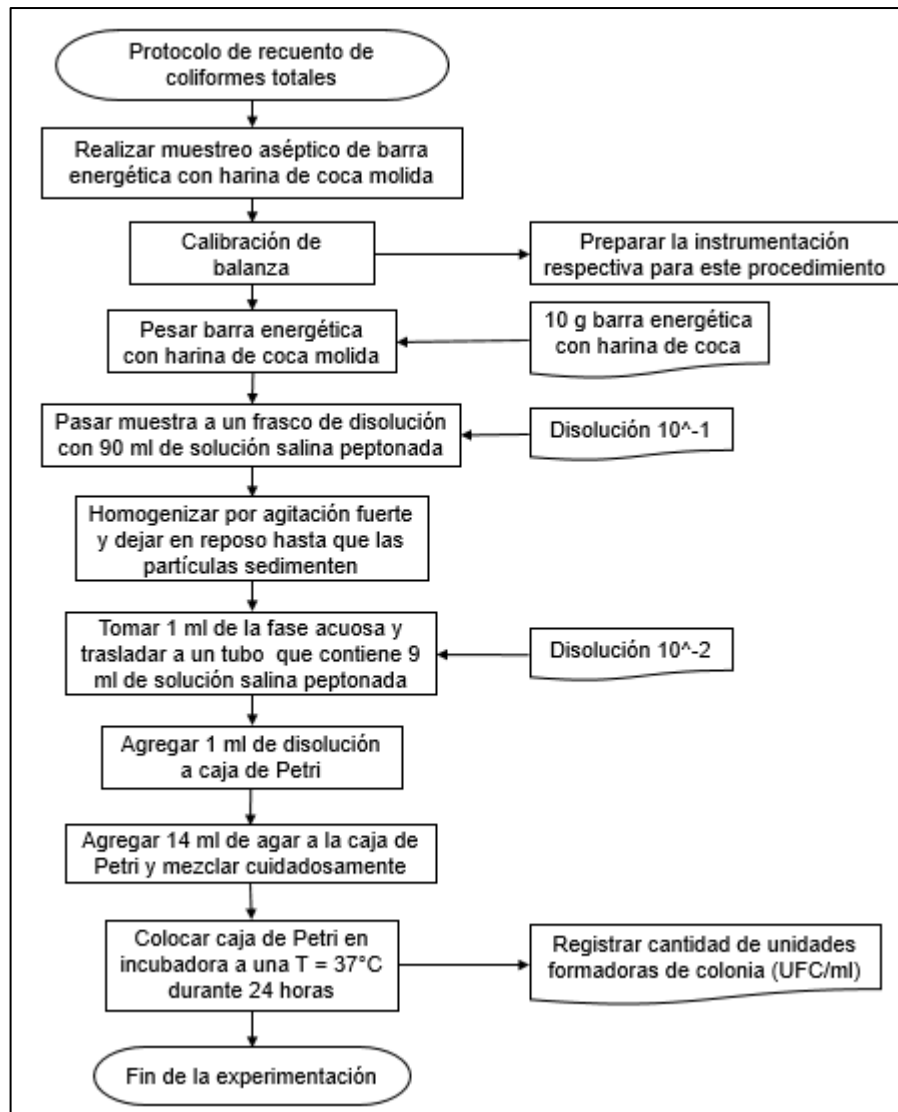 Protocolo de recuento de
coliformes totales
Realizar muestreo aséptico de barra
energética con harina de coca molida
Calibración de
balanza
Preparar la instrumentación
respectiva para este procedimiento
Pesar barra energética
con harina de coca molida
10 g barra energética
con harina de coca
Pasar muestra a un frasco de disolución
con 90 ml de solución salina peptonada
Disolución 10^-1
Homogenizar por agitación fuerte
y dejar en reposo hasta que las
partículas sedimenten
Tomar 1 ml de la fase acuosa y
trasladar a un tubo que contiene 9
ml de solución salina peptonada
Disolución 10^-2
Agregar 1 ml de disolución
a caja de Petri
Agregar 14 ml de agar a la caja de
Petri y mezclar cuidadosamente
Colocar caja de Petri en
incubadora a una T = 37°C
durante 24 horas
Registrar cantidad de unidades
formadoras de colonia (UFC/ml)
Fin de la experimentación